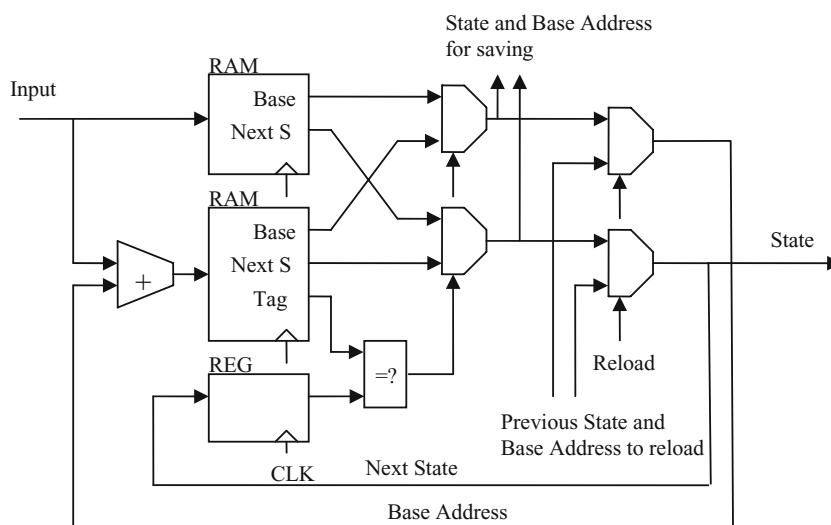 State and Base Address
for saving
RAM
Input
Base
Next S
RAM
Base
Next S
Tag
+
State
REG
=?
Reload
Previous State and
Base Address to reload
CLK
Next State
Base Address